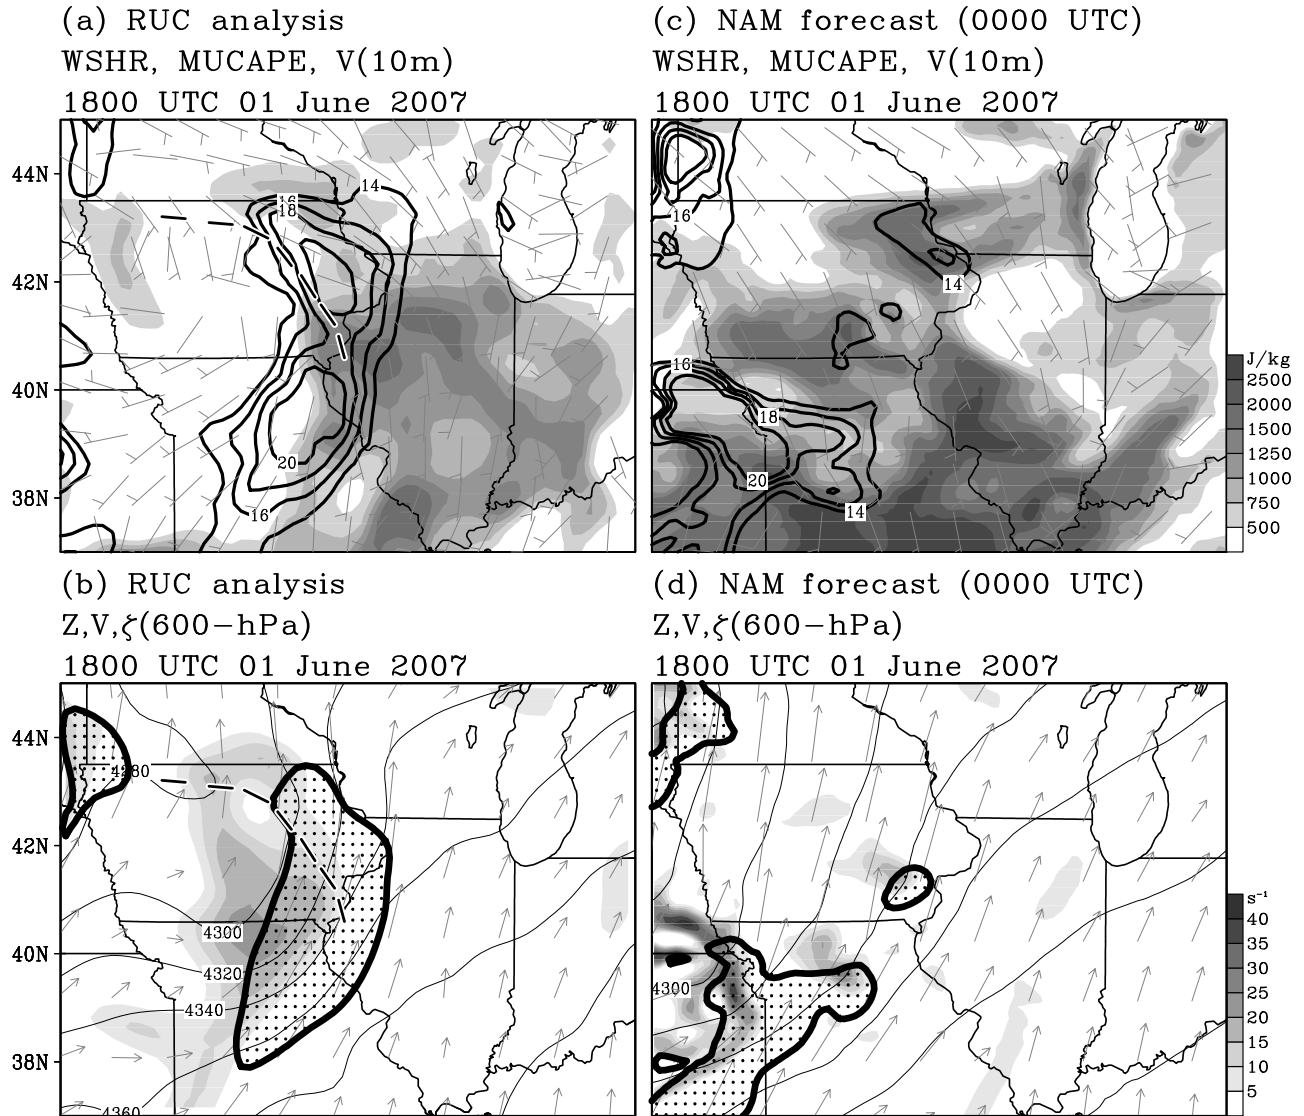 (a) RUC analysis
WSHR, MUCAPE, V(10m)
1800 UTC 01 June 2007
44N
42N
40N
38N
16
18
14
20
16
(c) NAM forecast (0000 UTC)
WSHR, MUCAPE, V(10m)
1800 UTC 01 June 2007
16
14
16
18
20
14
J/kg
2500
2000
1500
1250
1000
750
500
(b) RUC analysis
Z,V,ζ(600−hPa)
1800 UTC 01 June 2007
44N
42N
40N
38N
4280
4300
4320
4340
4360
(d) NAM forecast (0000 UTC)
Z,V,ζ(600−hPa)
1800 UTC 01 June 2007
4300
s⁻¹
40
35
30
25
20
15
10
5